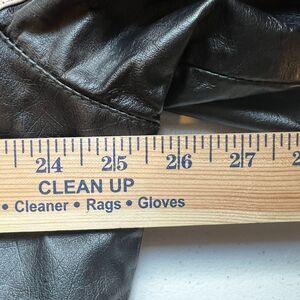 24 25 26 27
CLEAN UP
• Cleaner • Rags • Gloves